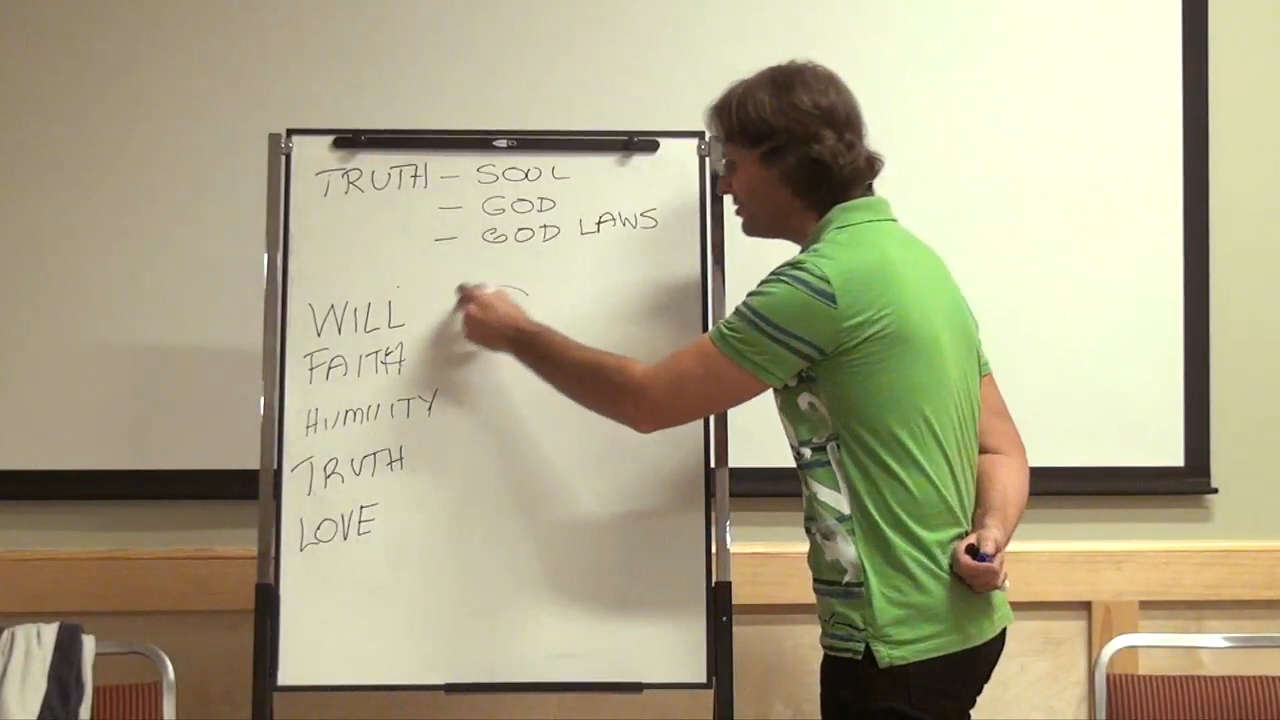 TRUTH - SOUL
- GOD
- GOD LAWS
WILL
FAITH
HUMILITY
TRUTH
LOVE